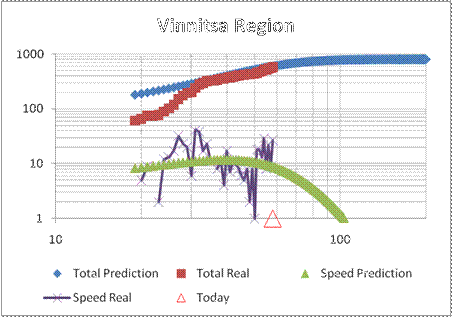 Vinnitsa Region
1000
100
10
1
10 100
Total Prediction Total Real Speed Prediction
Speed Real Today